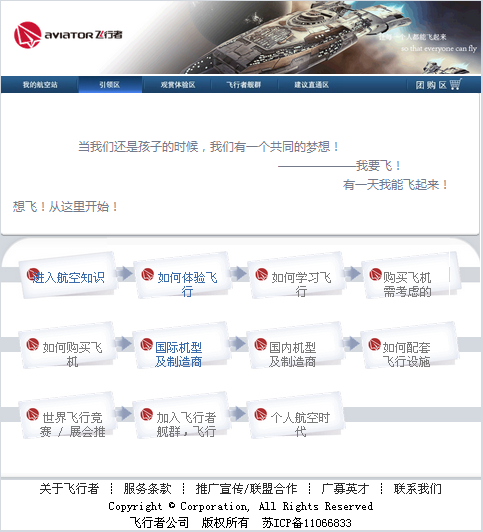 AVIATOR 飞行者
让每一个人都能飞起来
so that everyone can fly
我的航空站 引领区 观赏体验区 飞行者舰群 建议直通区 团购区
当我们还是孩子的时候，我们有一个共同的梦想！
——————我要飞！
有一天我能飞起来！
想飞！从这里开始！
进入航空知识
如何体验飞
行
如何学习飞
行
购买飞机
需考虑的
如何购买飞
机
国际机型
及制造商
国内机型
及制造商
如何配套
飞行设施
世界飞行竞
赛 / 展会推
加入飞行者
舰群，飞行
个人航空时
代
关于飞行者 ┊ 服务条款 ┊ 推广宣传/联盟合作 ┊ 广募英才 ┊ 联系我们
Copyright © Corporation, All Rights Reserved
飞行者公司 版权所有 苏ICP备11066833